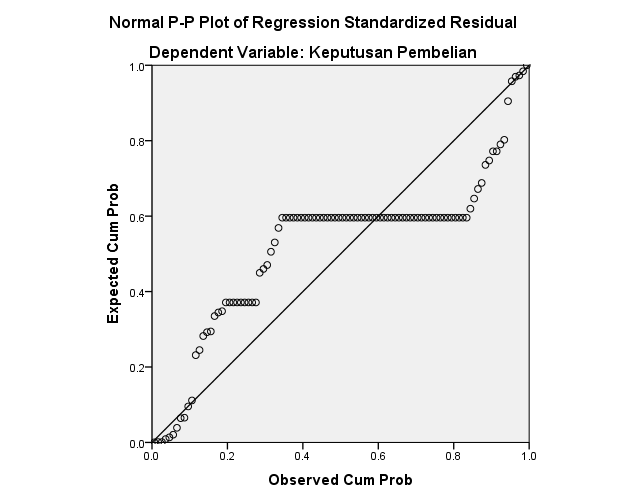 Normal P-P Plot of Regression Standardized Residual
Dependent Variable: Keputusan Pembelian
1.0
0.8
0.6
0.4
0.2
0.0
Expected Cum Prob
0.0 0.2 0.4 0.6 0.8 1.0
Observed Cum Prob